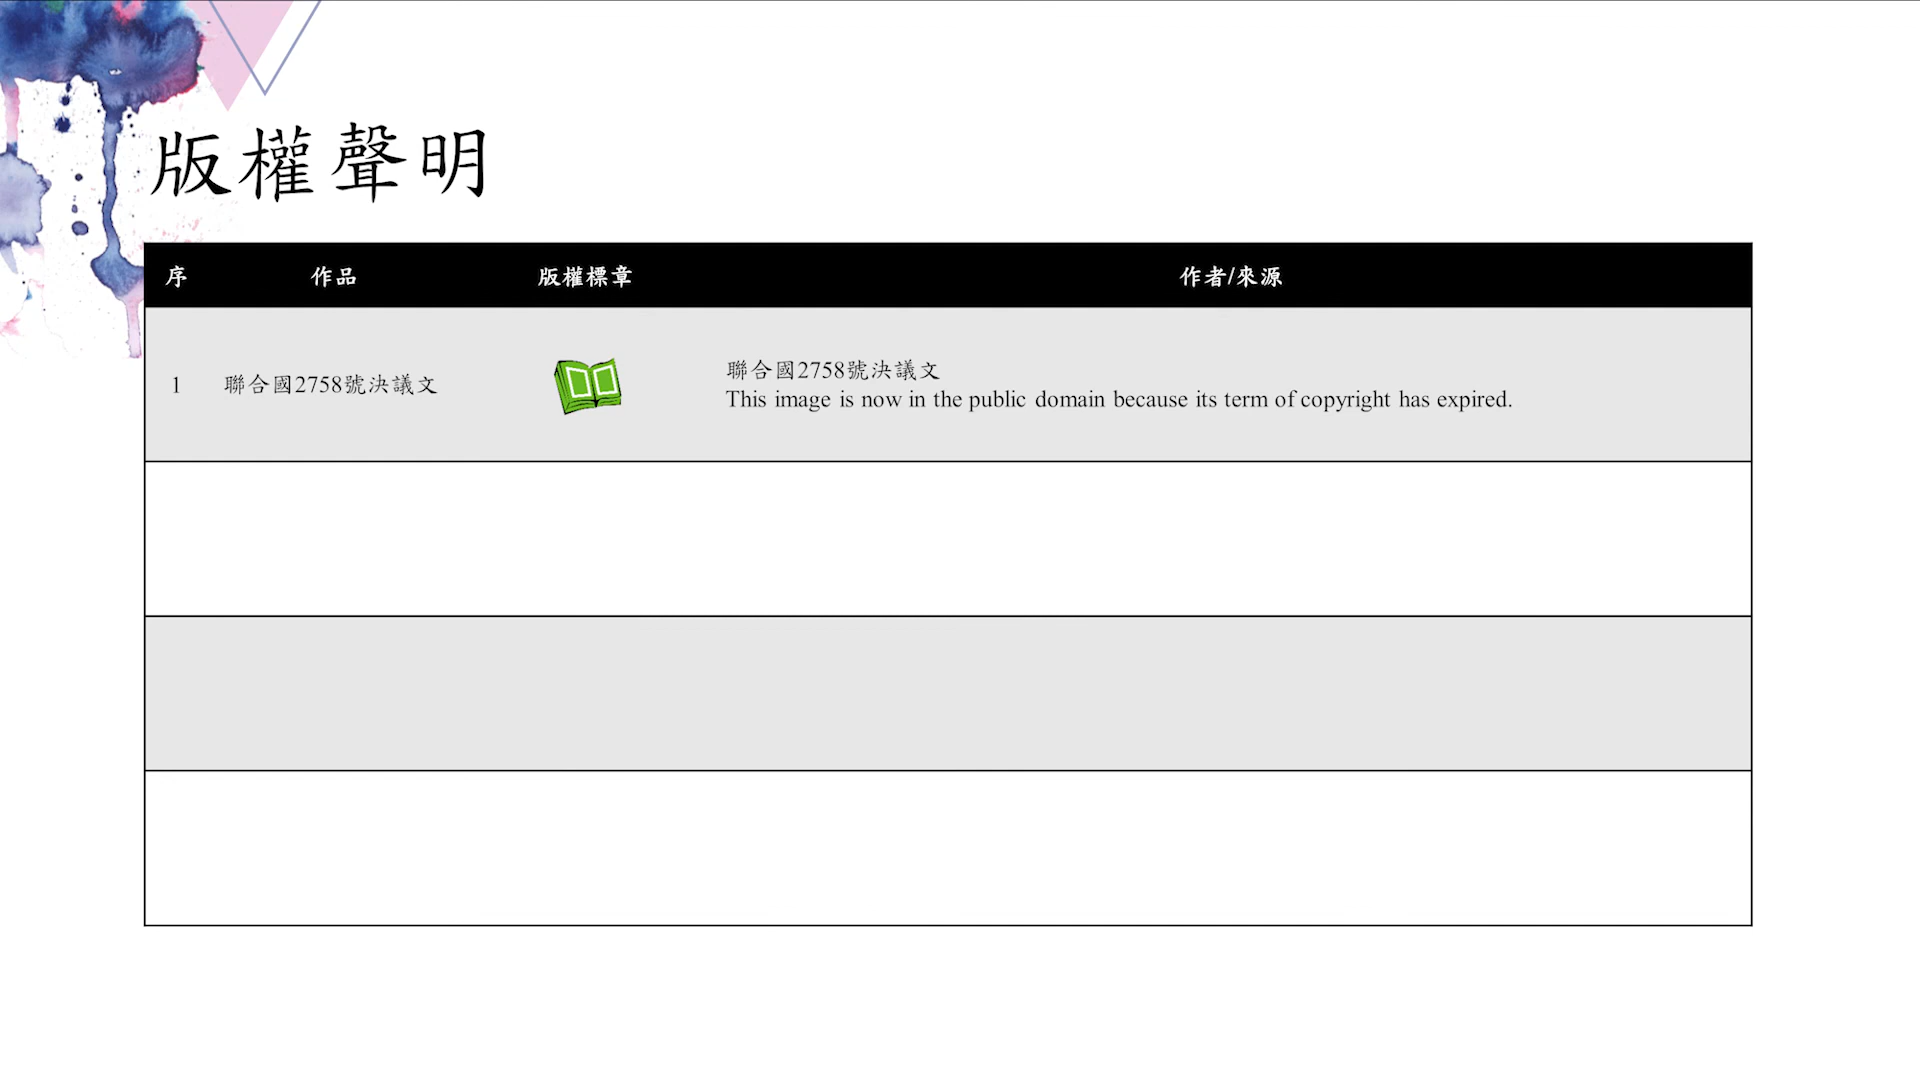 版權聲明
序 作品 版權標章 作者/來源
1 聯合國2758號決議文 聯合國2758號決議文
This image is now in the public domain because its term of copyright has expired.